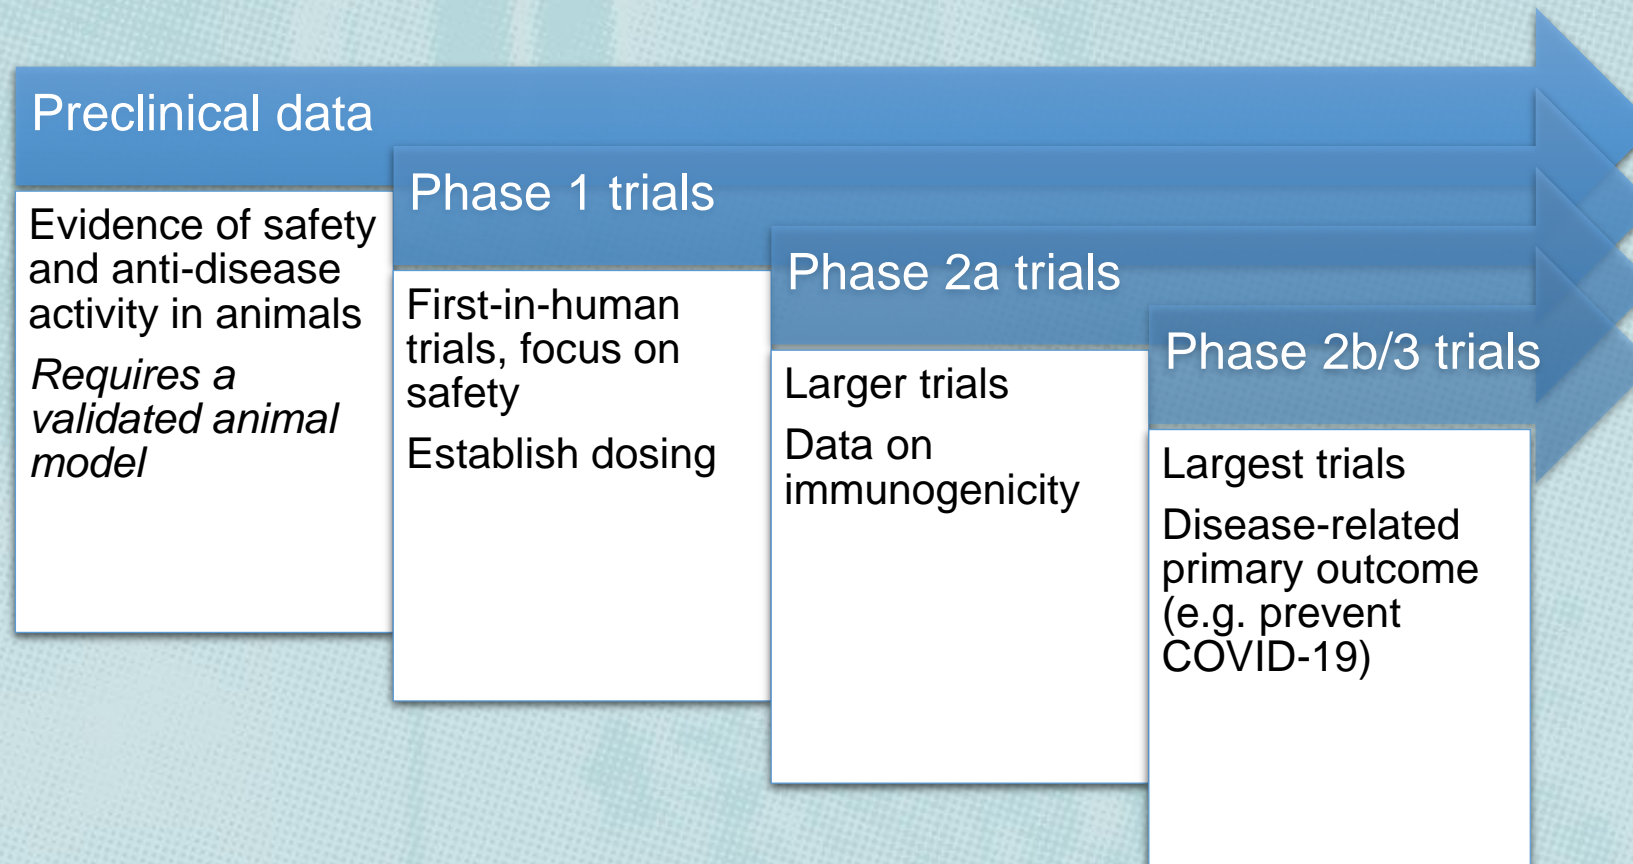 Preclinical data
Evidence of safety
and anti-disease
activity in animals
Requires a
validated animal
model
Phase 1 trials
First-in-human
trials, focus on
safety
Establish dosing
Phase 2a trials
Larger trials
Data on
immunogenicity
Phase 2b/3 trials
Largest trials
Disease-related
primary outcome
(e.g. prevent
COVID-19)